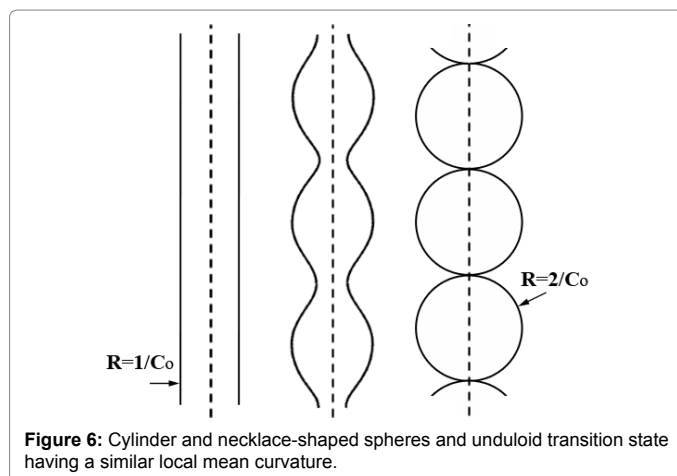 R=2/Co
R=1/Co
Figure 6: Cylinder and necklace-shaped spheres and unduloid transition state
having a similar local mean curvature.